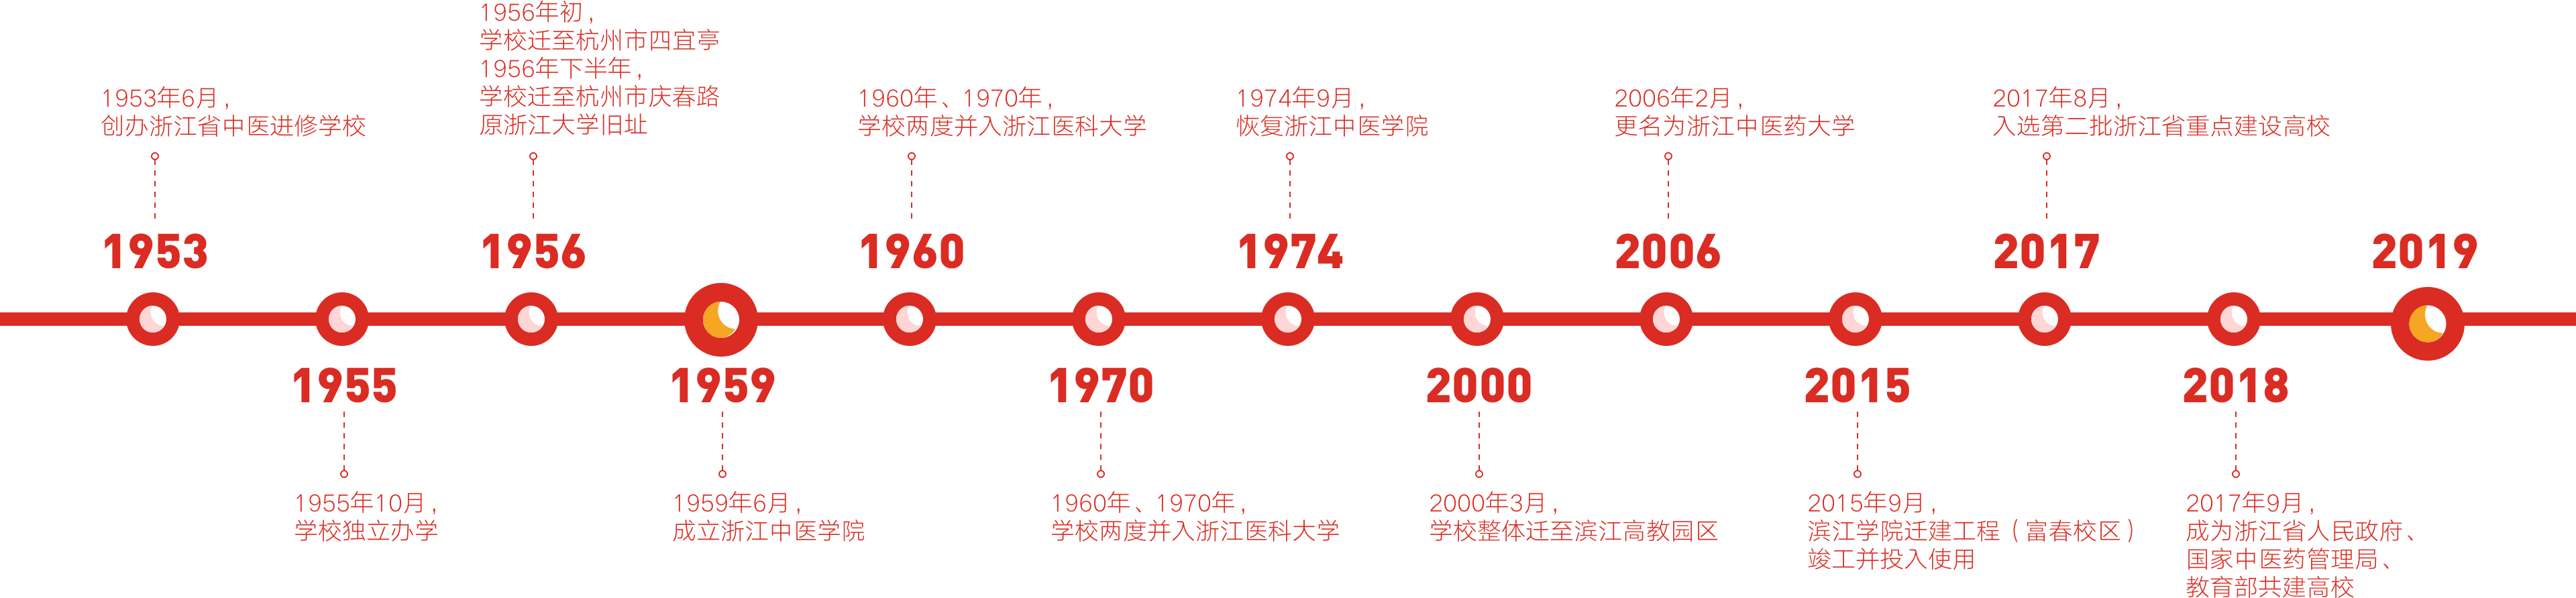 1953年6月，
创办浙江省中医进修学校
1953
1955
1955年10月，
学校独立办学
1956年初，
学校迁至杭州市四宜亭
1956年下半年，
学校迁至杭州市庆春路
原浙江大学旧址
1956
1959
1959年6月，
成立浙江中医学院
1960年、1970年，
学校两度并入浙江医科大学
1960
1970
1960年、1970年，
学校两度并入浙江医科大学
1974年9月，
恢复浙江中医学院
1974
2000
2000年3月，
学校整体迁至滨江高教园区
2006年2月，
更名为浙江中医药大学
2006
2015
2015年9月，
滨江学院迁建工程（富春校区）
竣工并投入使用
2017年8月，
入选第二批浙江省重点建设高校
2017
2018
2017年9月，
成为浙江省人民政府、
国家中医药管理局、
教育部共建高校
2019